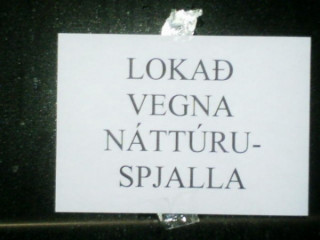 LOKAÐ
VEGNA
NÁTTÚRU-
SPJALLA